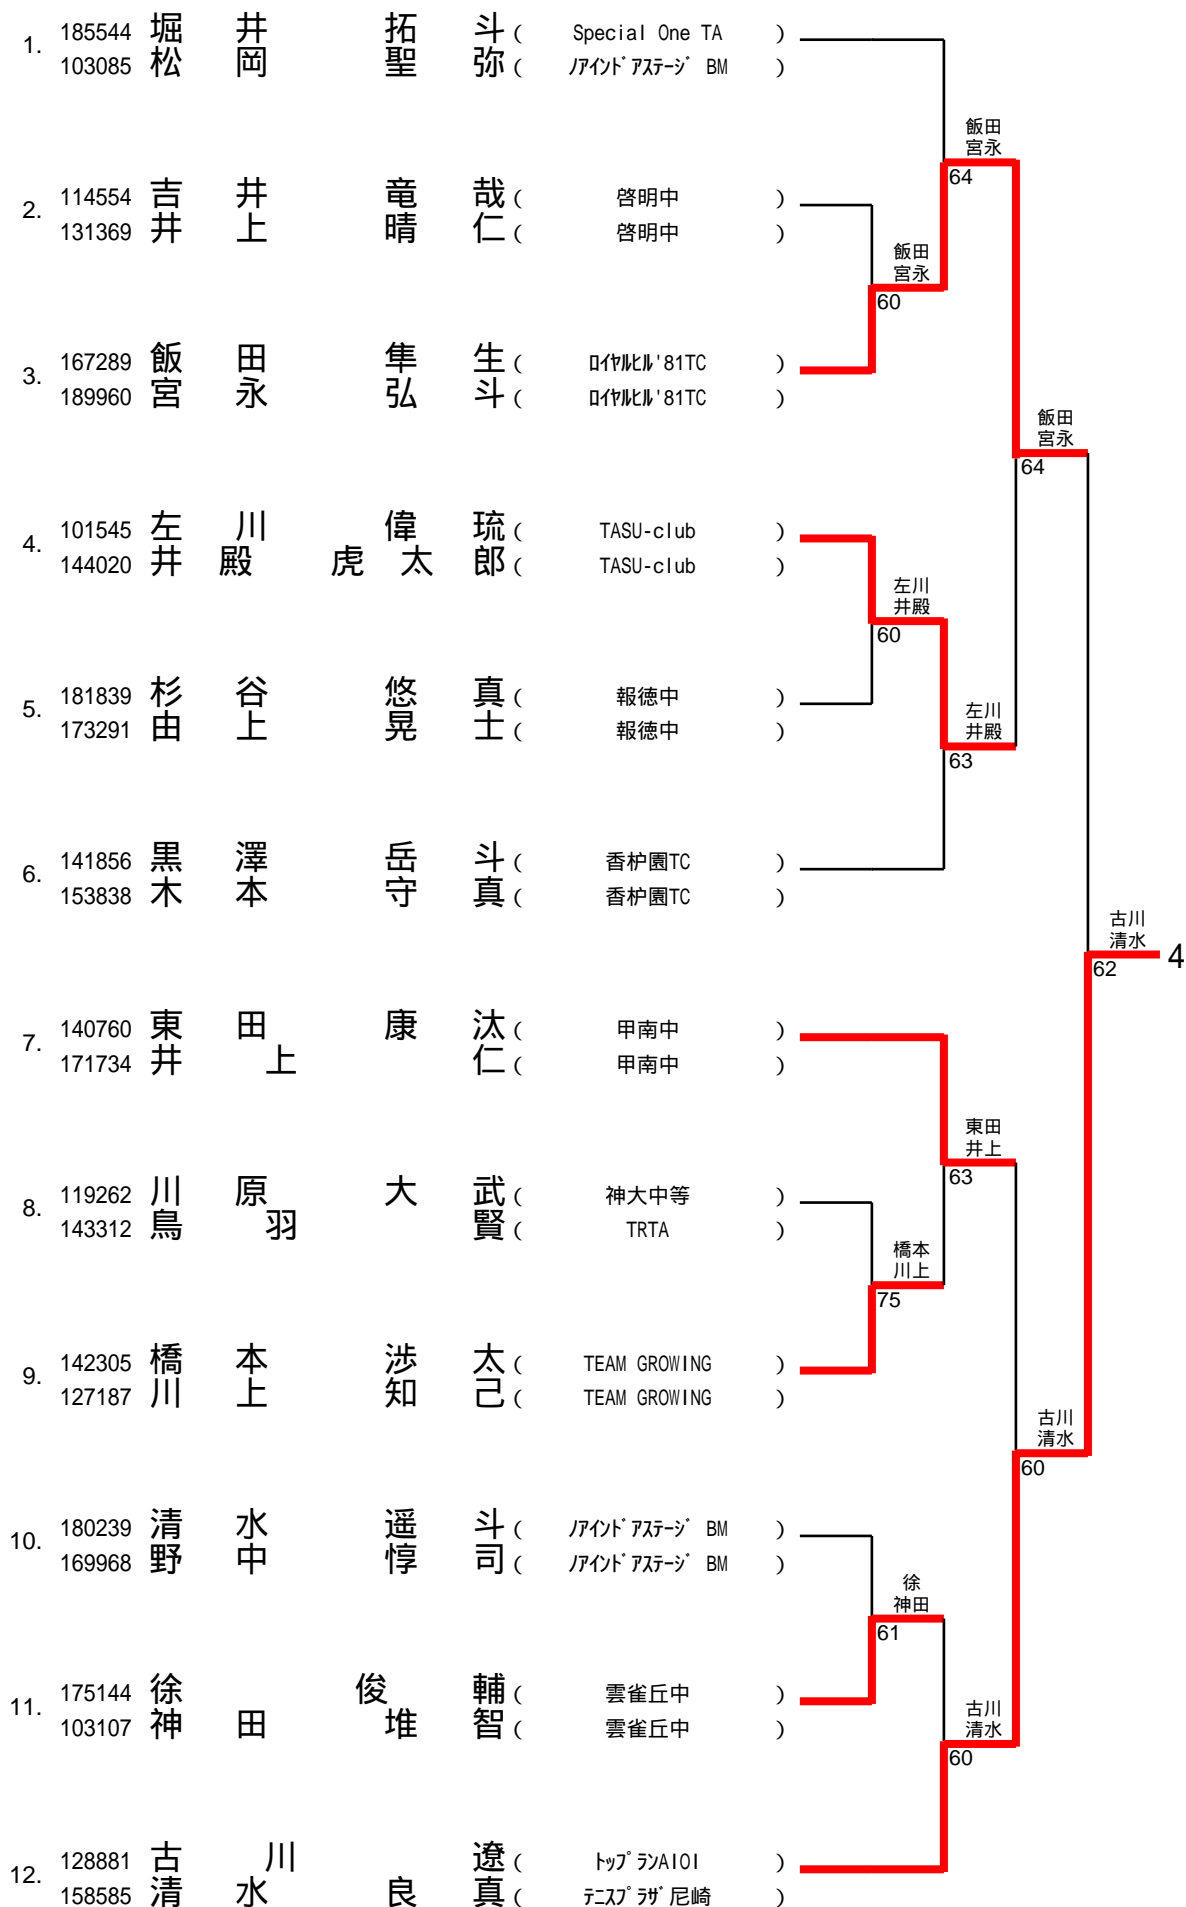 1. 185544 堀井 拓斗 ( Special One TA )
103085 松岡 聖弥 ( ﾉｱインドアステージ BM )
飯田
宮永
64
2. 114554 吉井 竜哉 ( 啓明中 )
131369 井上 晴仁 ( 啓明中 )
飯田
宮永
60
3. 167289 飯田 隼生 ( ﾛｲﾔﾙﾋﾙ'81TC )
189960 宮永 弘斗 ( ﾛｲﾔﾙﾋﾙ'81TC )
飯田
宮永
64
4. 101545 左川 偉琉 ( TASU-club )
144020 井殿 虎太郎 ( TASU-club )
左川
井殿
60
5. 181839 杉谷 悠真 ( 報徳中 )
173291 由上 晃士 ( 報徳中 )
左川
井殿
63
6. 141856 黒澤 岳斗 ( 香枦園TC )
153838 木本 守真 ( 香枦園TC )
古川
清水
62
4
7. 140760 東田 康汰 ( 甲南中 )
171734 井上 仁 ( 甲南中 )
東田
井上
63
8. 119262 川原 大武 ( 神大中等 )
143312 鳥羽 賢 ( TRTA )
橋本
川上
75
9. 142305 橋本 渉太 ( TEAM GROWING )
127187 川上 知己 ( TEAM GROWING )
古川
清水
60
10. 180239 清水 遥斗 ( ﾉｱｲﾝﾄﾞｱｽﾃｰｼﾞ BM )
169968 野中 惇司 ( ﾉｱｲﾝﾄﾞｱｽﾃｰｼﾞ BM )
徐
神田
61
11. 175144 徐 俊輔 ( 雲雀丘中 )
103107 神田 堆智 ( 雲雀丘中 )
古川
清水
60
12. 128881 古川 遼 ( ﾄｯﾌﾟﾗﾝAIOI )
158585 清水 良真 ( ﾃﾆｽﾌﾟﾗｻﾞ尼崎 )